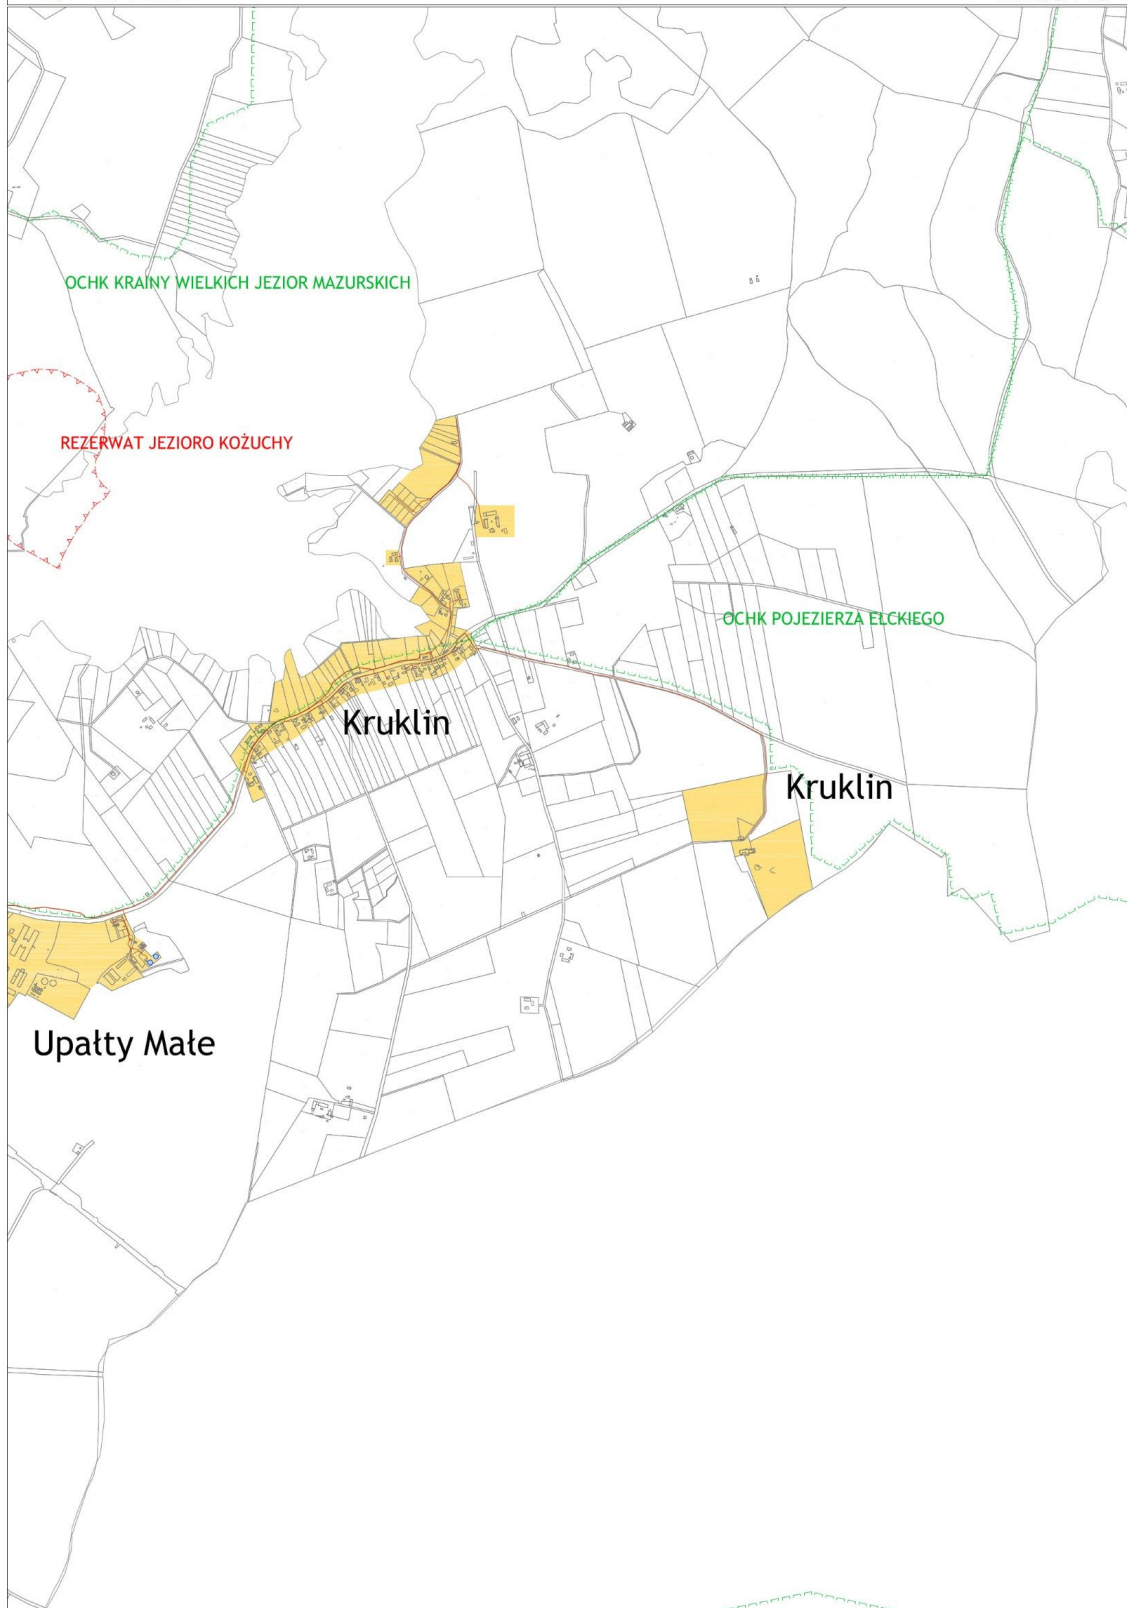 OCHK KRAINY WIELKICH JEZIOR MAZURSKICH
REZERWAT JEZIORO KOŻUCHY
OCHK POJEZIERZA EŁCKIEGO
Kruklin
Kruklin
Upałty Małe